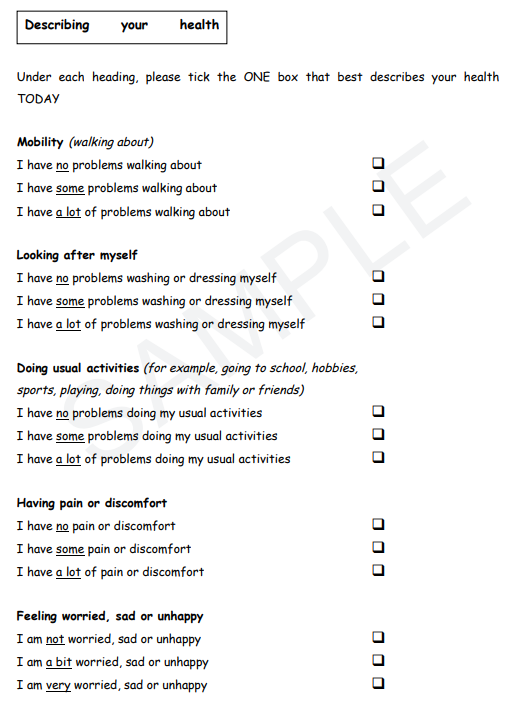 Describing your health
Under each heading, please tick the ONE box that best describes your health
TODAY
Mobility (walking about)
I have no problems walking about
I have some problems walking about
I have a lot of problems walking about
Looking after myself
I have no problems washing or dressing myself
I have some problems washing or dressing myself
I have a lot of problems washing or dressing myself
Doing usual activities (for example, going to school, hobbies,
sports, playing, doing things with family or friends)
I have no problems doing my usual activities
I have some problems doing my usual activities
I have a lot of problems doing my usual activities
Having pain or discomfort
I have no pain or discomfort
I have some pain or discomfort
I have a lot of pain or discomfort
Feeling worried, sad or unhappy
I am not worried, sad or unhappy
I am a bit worried, sad or unhappy
I am very worried, sad or unhappy
SAMPLE